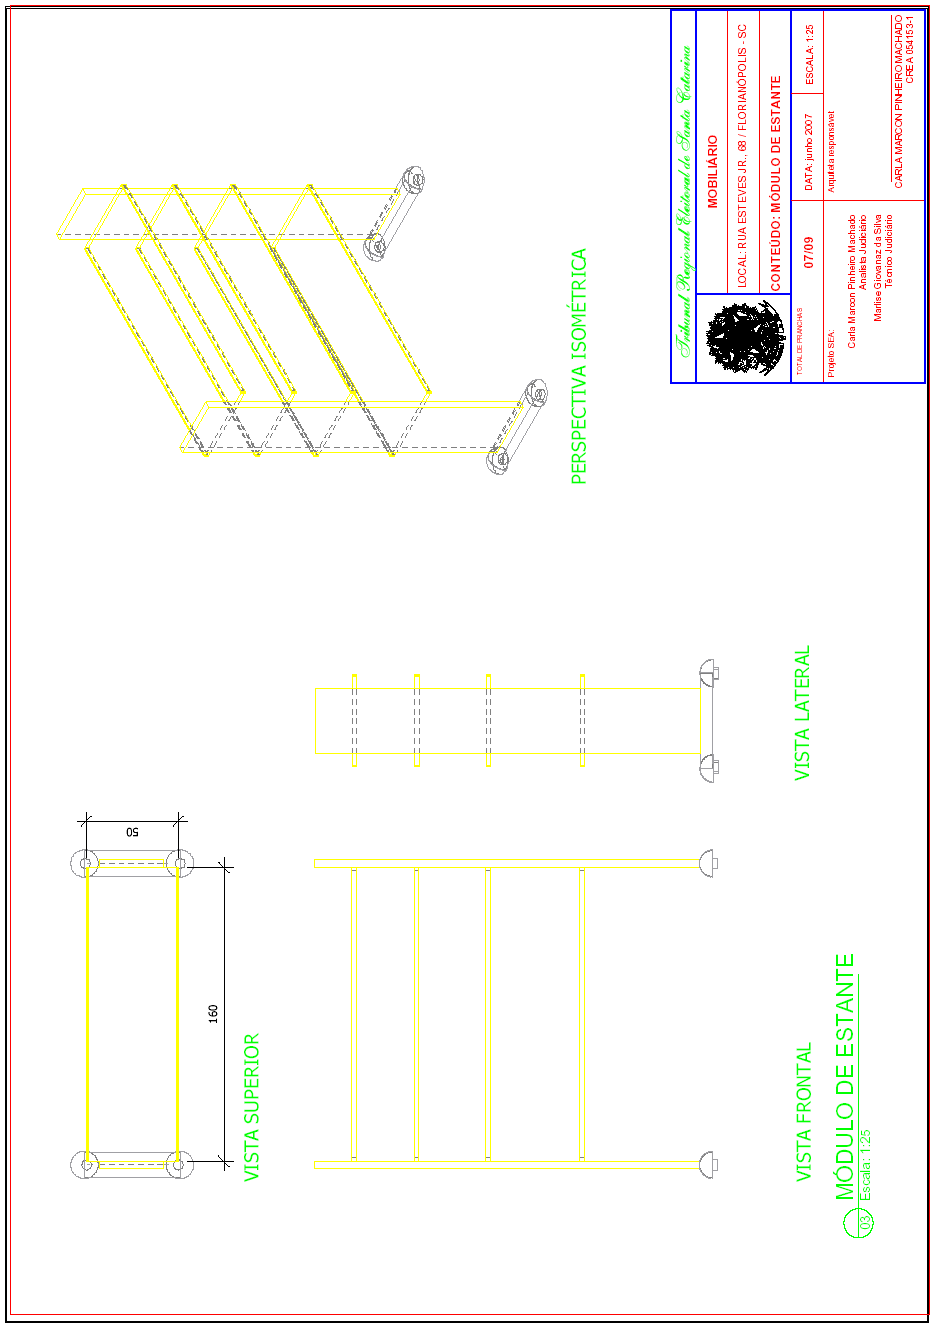 Tribunal Regional Eleitoral de Santa Catarina
MOBILIÁRIO
LOCAL: RUA ESTEVES JR., 68 / FLORIANÓPOLIS - SC
CONTEÚDO: MÓDULO DE ESTANTE
TOTAL DE PRANCHAS
07/09
DATA: junho 2007
ESCALA: 1:25
Projeto SEA:
Carla Marcon Pinheiro Machado
Analista Judiciário
Marlise Giovanaz da Silva
Técnico Judiciário
Arquiteta responsável:
CARLA MARCON PINHEIRO MACHADO
CREA 054153-1
PERSPECTIVA ISOMÉTRICA
50
160
VISTA SUPERIOR
VISTA LATERAL
VISTA FRONTAL
MÓDULO DE ESTANTE
03
Escala: 1:25